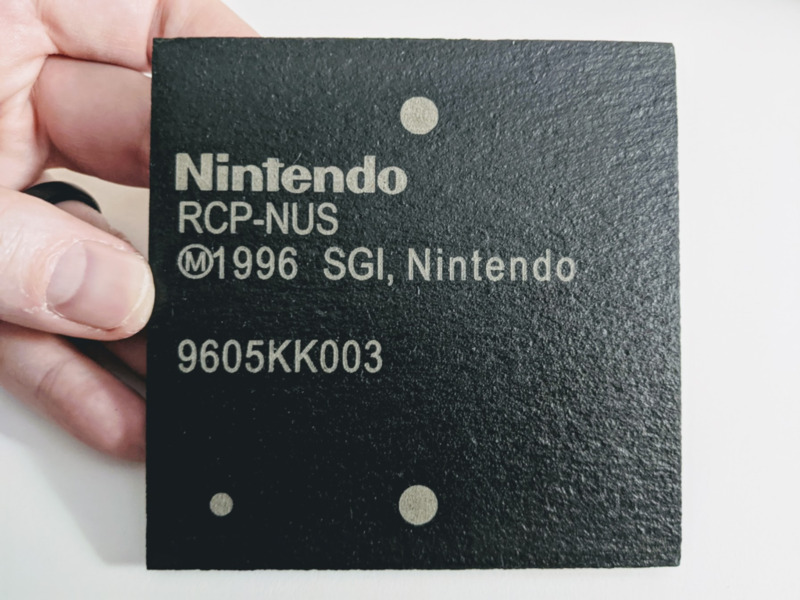 Nintendo
RCP-NUS
Ⓜ1996 SGI, Nintendo
9605KK003